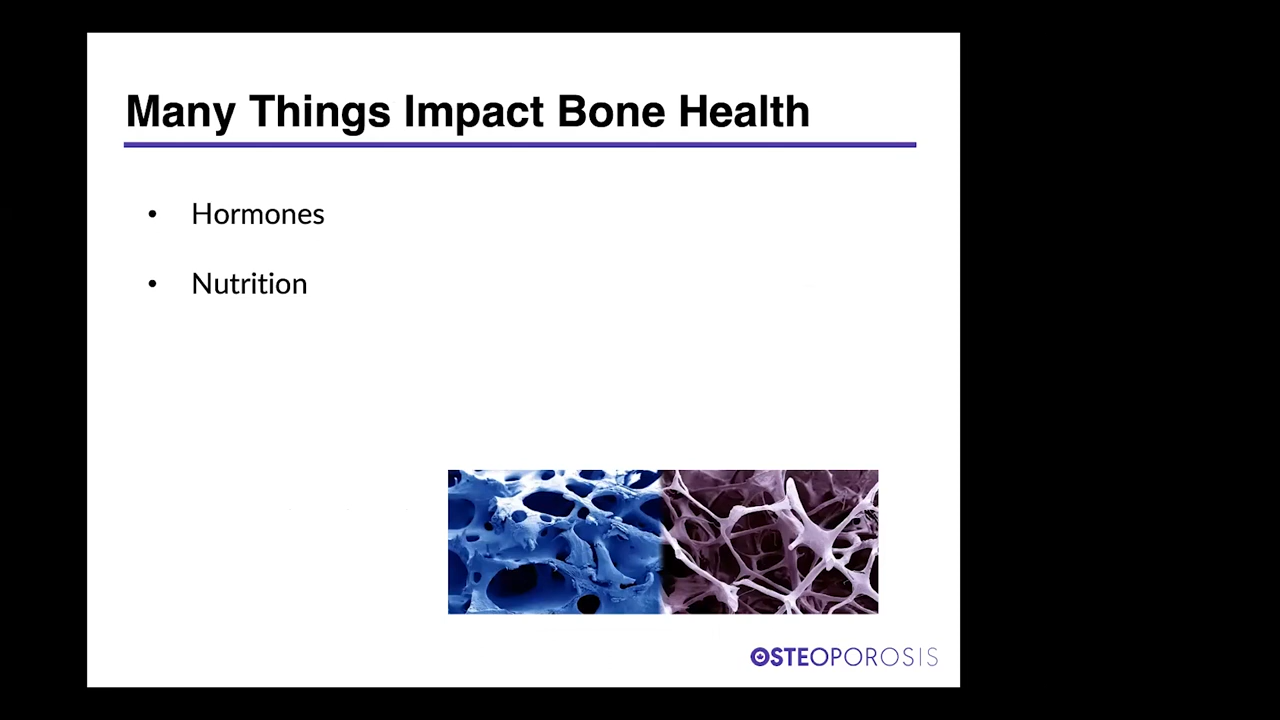 Many Things Impact Bone Health
• Hormones
• Nutrition
OSTEOPOROSIS